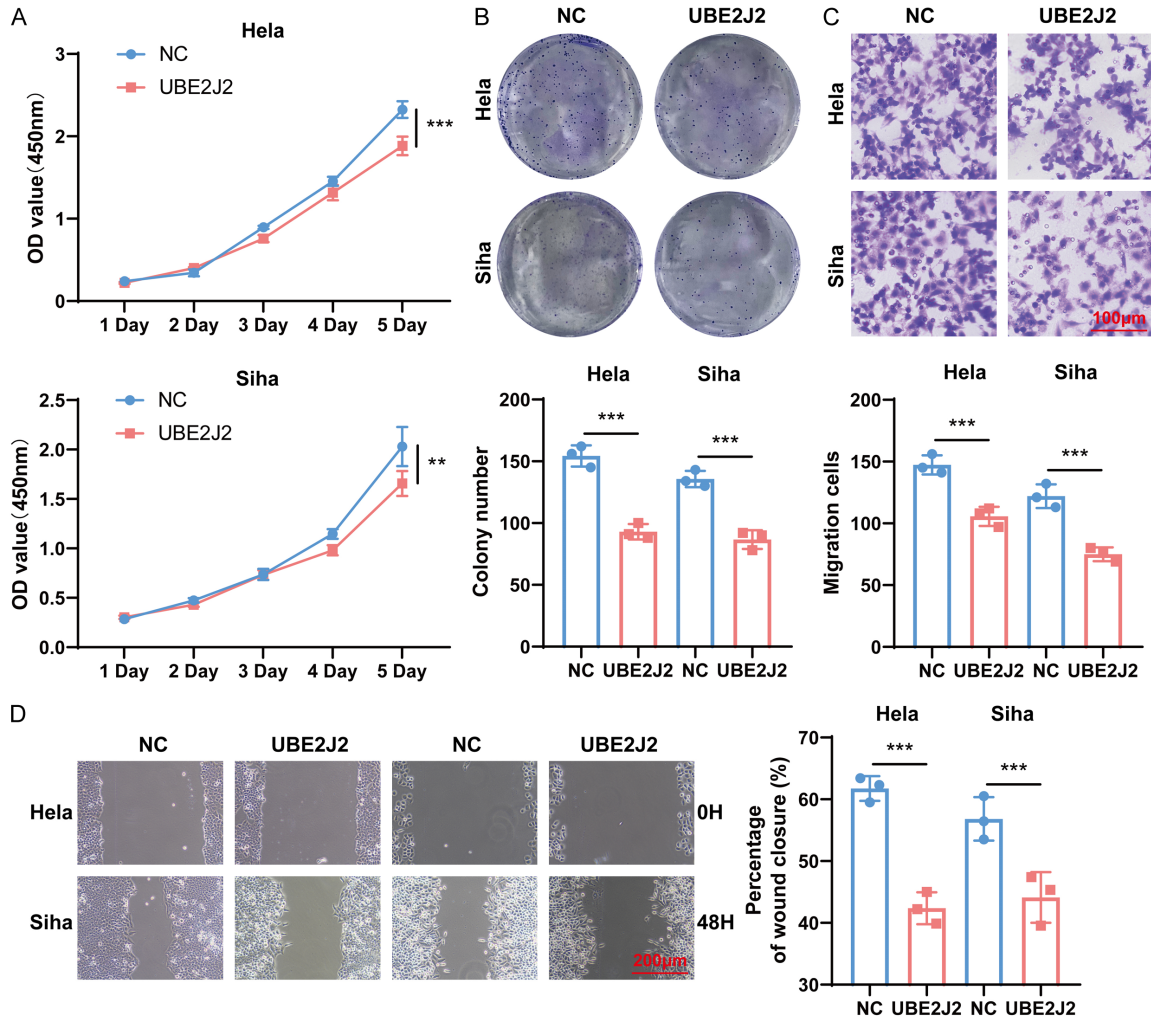 A
Hela
NC
UBE2J2
OD value(450nm)
3
2
1
0
1 Day 2 Day 3 Day 4 Day 5 Day
***
Siha
NC
UBE2J2
OD value(450nm)
2.5
2.0
1.5
1.0
0.5
0.0
1 Day 2 Day 3 Day 4 Day 5 Day
**
B
NC UBE2J2
Hela
Siha
Hela Siha
Colony number
200
150
100
50
0
*** ***
NC UBE2J2 NC UBE2J2
C
NC UBE2J2
Hela
Siha
100μm
Hela Siha
Migration cells
200
150
100
50
0
*** ***
NC UBE2J2 NC UBE2J2
D
NC UBE2J2 NC UBE2J2
Hela 0H
Siha 48H
200μm
Hela Siha
Percentage
of wound closure (%)
70
60
50
40
30
*** ***
NC UBE2J2 NC UBE2J2